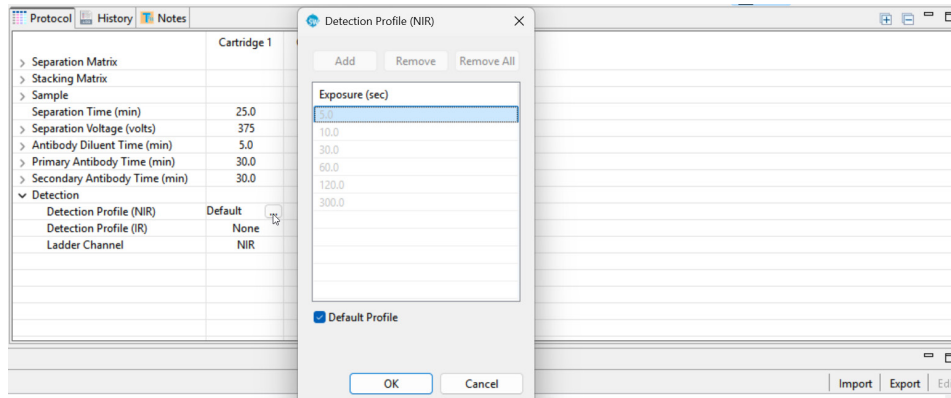 Protocol History Notes
Cartridge 1
Separation Matrix
Stacking Matrix
Sample
Separation Time (min) 25.0
Separation Voltage (volts) 375
Antibody Diluent Time (min) 5.0
Primary Antibody Time (min) 30.0
Secondary Antibody Time (min) 30.0
Detection
Detection Profile (NIR) Default ...
Detection Profile (IR) None
Ladder Channel NIR
SW Detection Profile (NIR)
Add Remove Remove All
Exposure (sec)
5.0
10.0
30.0
60.0
120.0
300.0
Default Profile
OK Cancel
Import Export